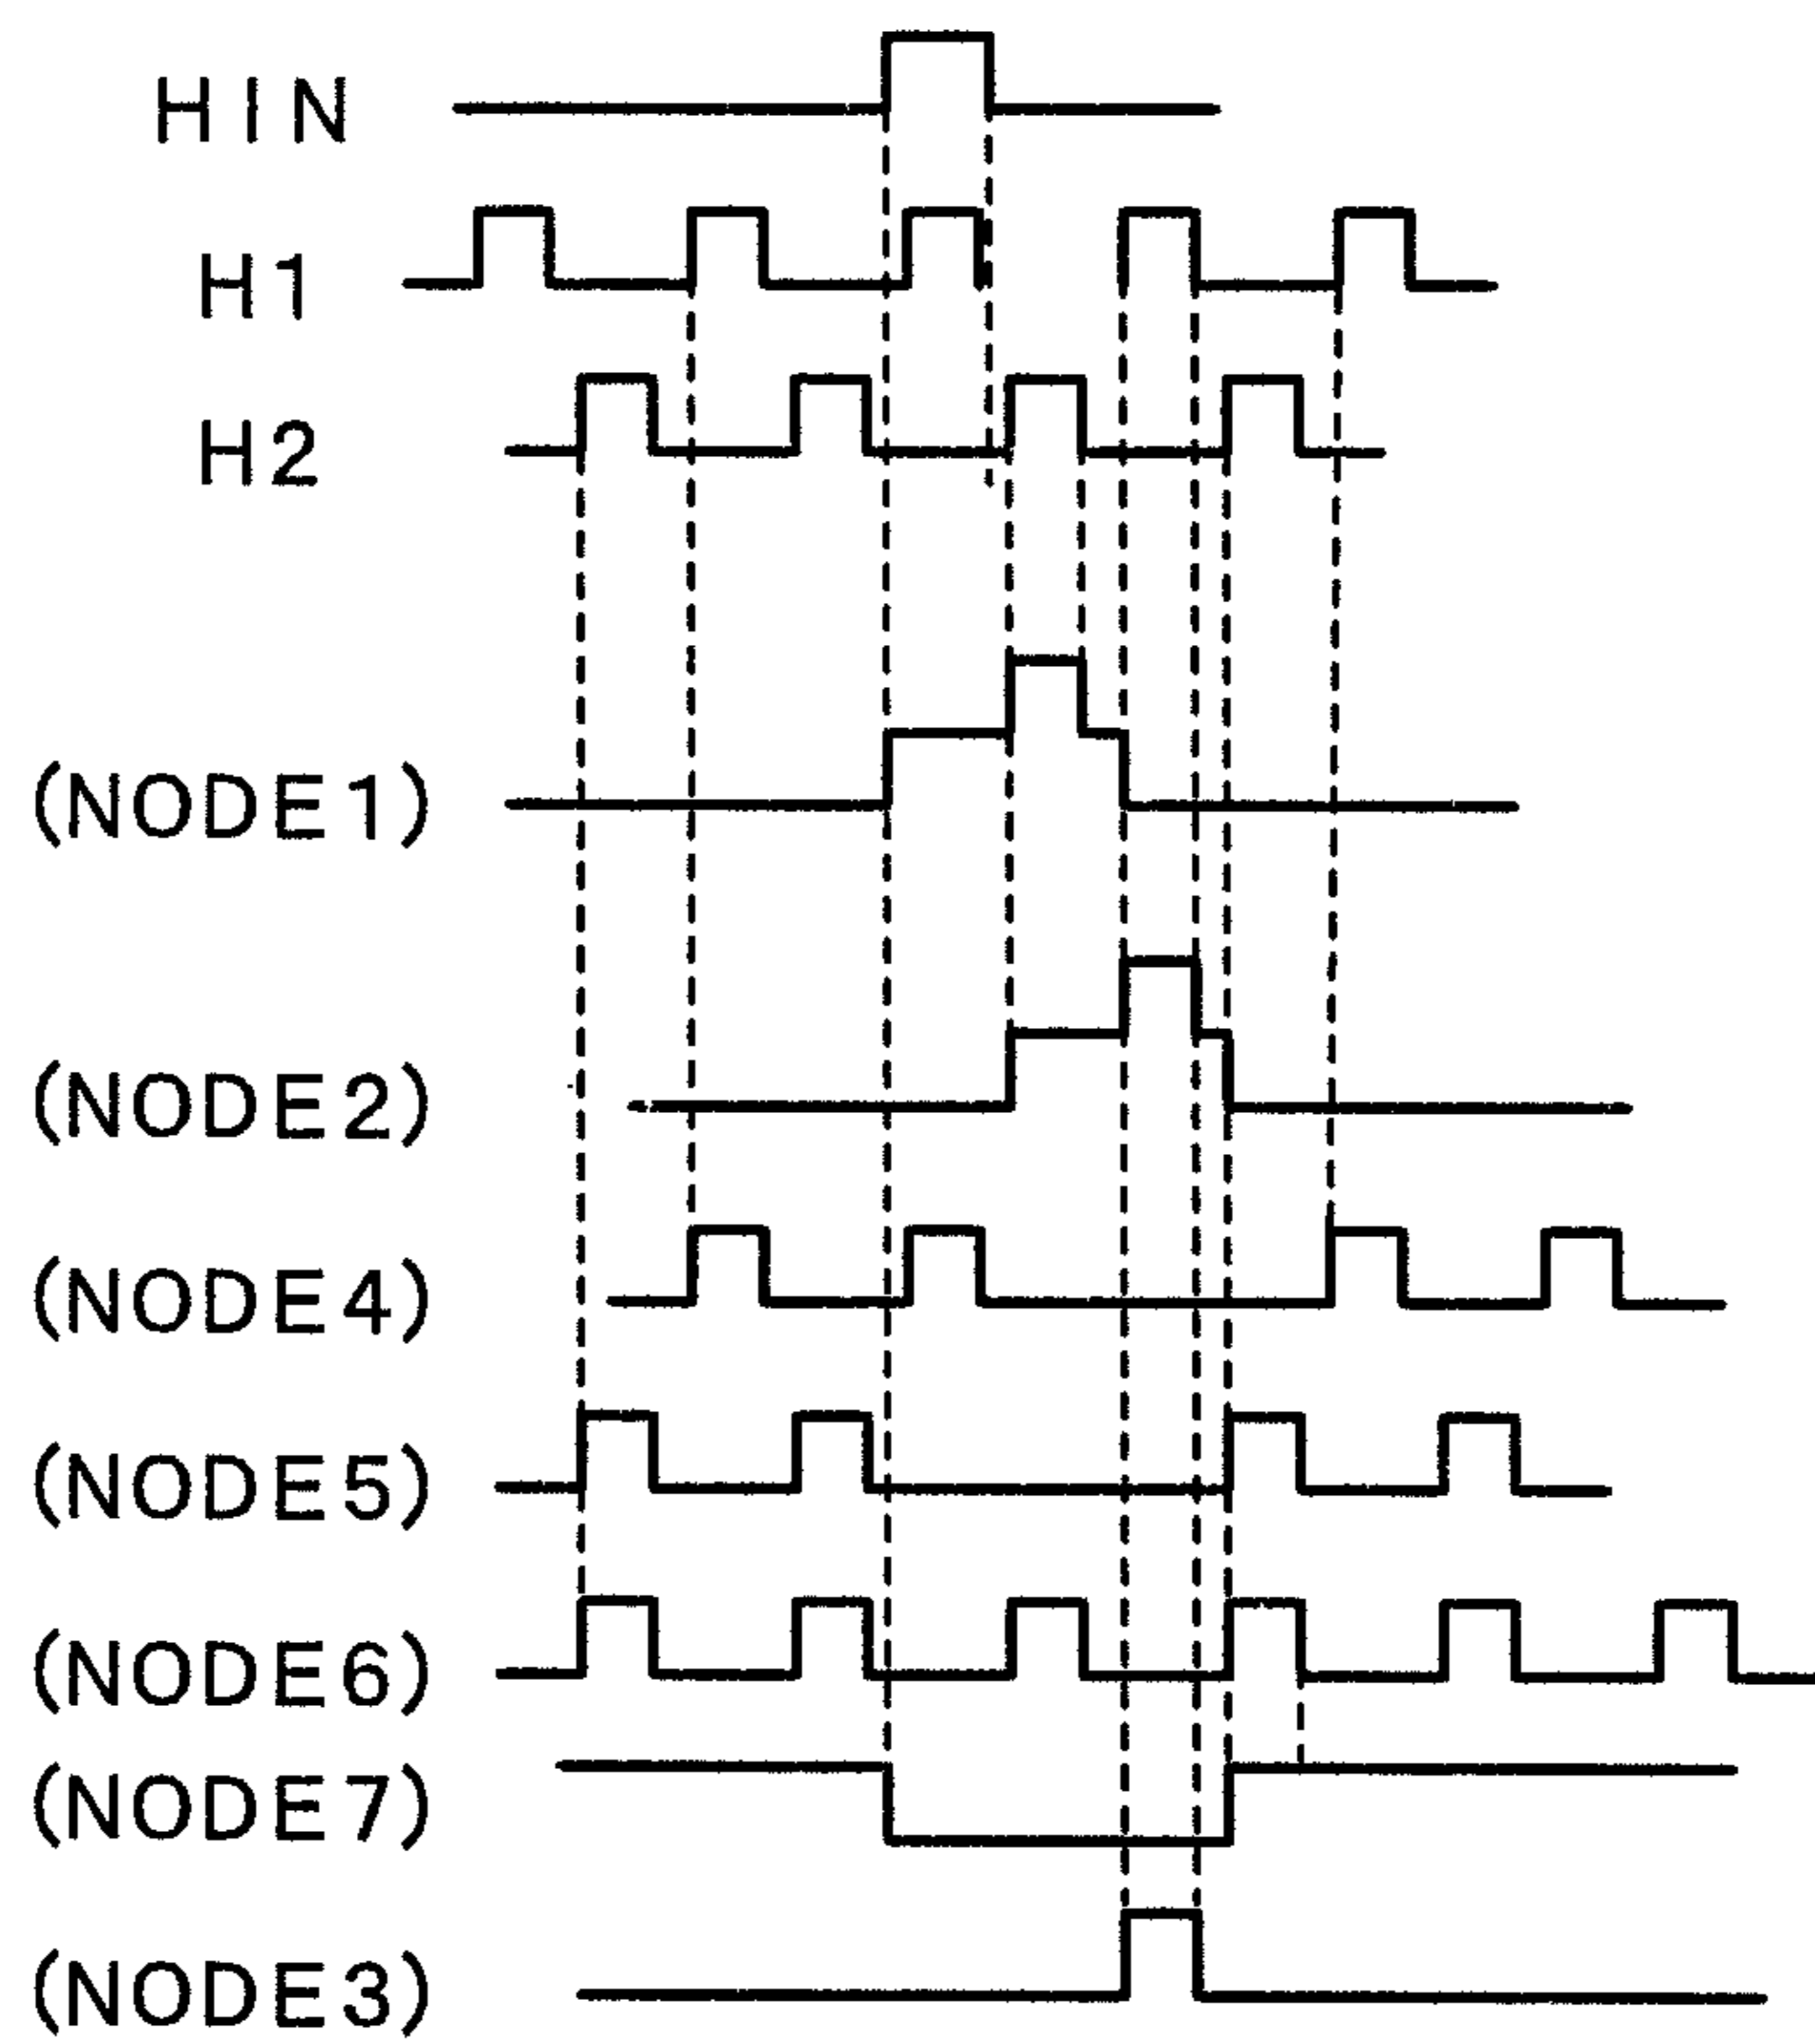 HIN
H1
H2
(NODE1)
(NODE2)
(NODE4)
(NODE5)
(NODE6)
(NODE7)
(NODE3)